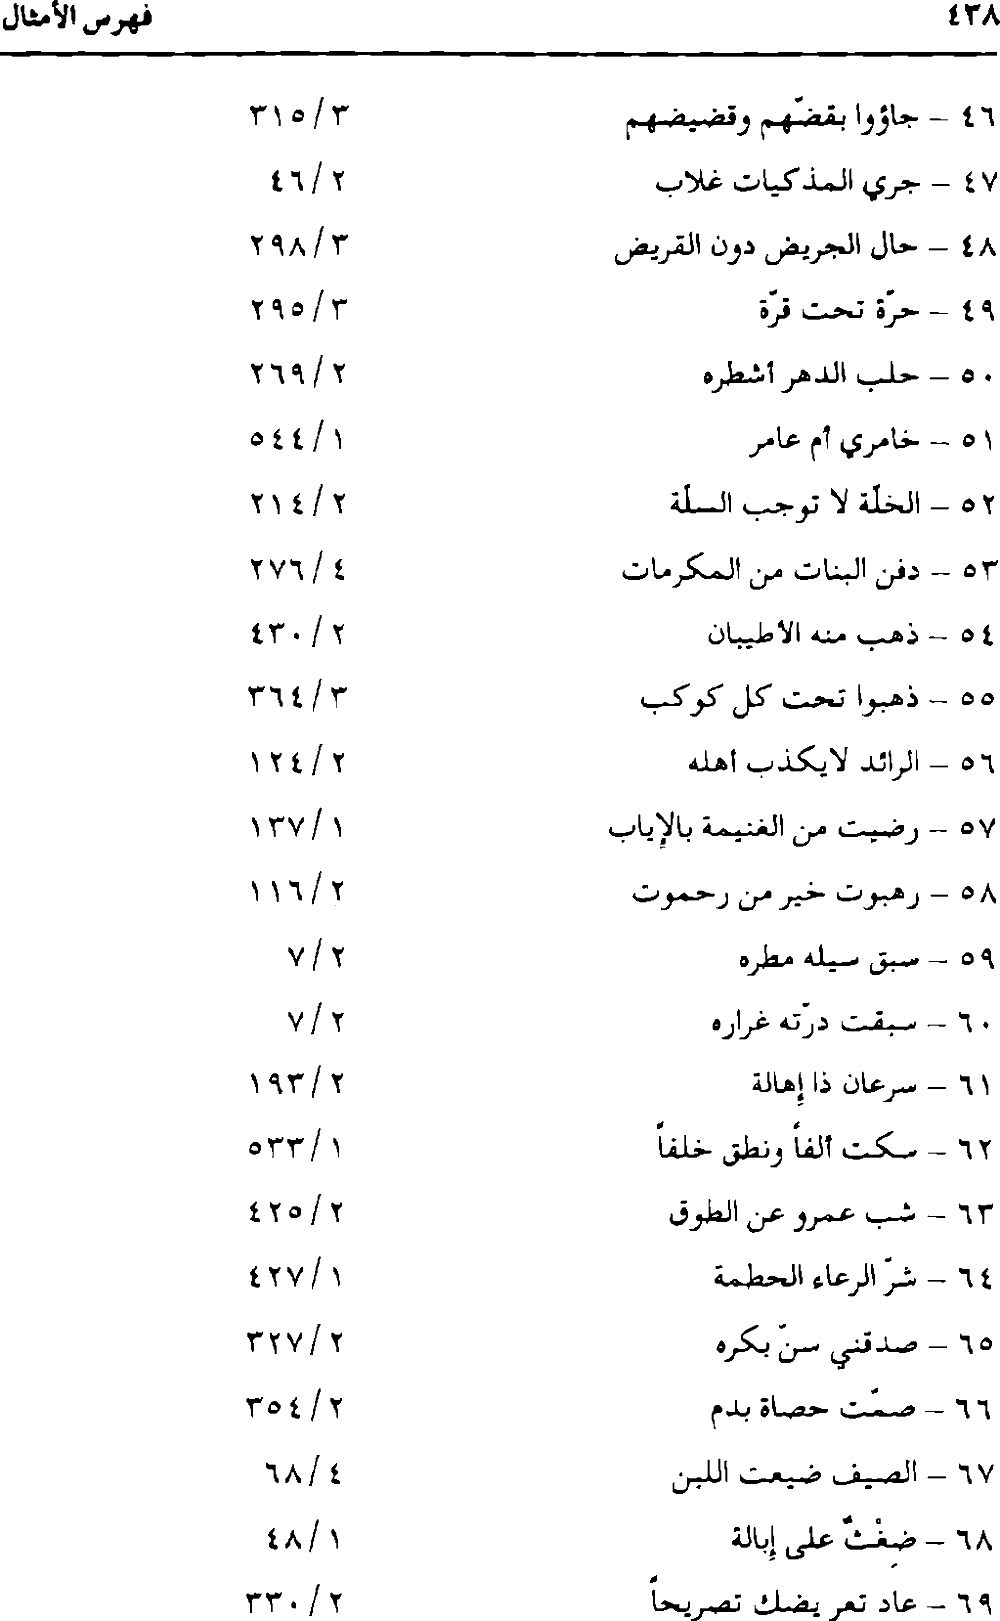 ٤٣٨ فهرس الأمثال
٤٦ – جاؤوا بقضّهم وقضيضهم ٣/ ٣١٥
٤٧ – جري المذكيات غلاب ٢/ ٤٦
٤٨ – حال الجريض دون القريض ٣/ ٢٩٨
٤٩ – حرّة تحت قرّة ٣/ ٢٩٥
٥٠ – حلب الدهر أشطره ٢/ ٢٦٩
٥١ – خامري أم عامر ١/ ٥٤٤
٥٢ – الخلّة لا توجب السلّة ٢/ ٢١٤
٥٣ – دفن البنات من المكرمات ٤/ ٢٧٦
٥٤ – ذهب منه الأطيبان ٢/ ٤٣٠
٥٥ – ذهبوا تحت كل كوكب ٣/ ٣٦٤
٥٦ – الرائد لايكذب أهله ٢/ ١٢٤
٥٧ – رضيت من الغنيمة بالإياب ١/ ١٣٧
٥٨ – رهبوت خير من رحموت ٢/ ١١٦
٥٩ – سبق سيله مطره ٢/ ٧
٦٠ – سبقت درّته غراره ٢/ ٧
٦١ – سرعان ذا إهالة ٢/ ١٩٣
٦٢ – سكت ألفاً ونطق خلفاً ١/ ٥٣٣
٦٣ – شب عمرو عن الطوق ٢/ ٤٢٥
٦٤ – شرّ الرعاء الحطمة ١/ ٤٢٧
٦٥ – صدقني سنّ بكره ٢/ ٣٢٧
٦٦ – صمّت حصاة بدم ٢/ ٣٥٤
٦٧ – الصيف ضيعت اللبن ٤/ ٦٨
٦٨ – ضِغْثٌ على إبالة ١/ ٤٨
٦٩ – عاد تعريضك تصريحاً ٢/ ٣٣٠